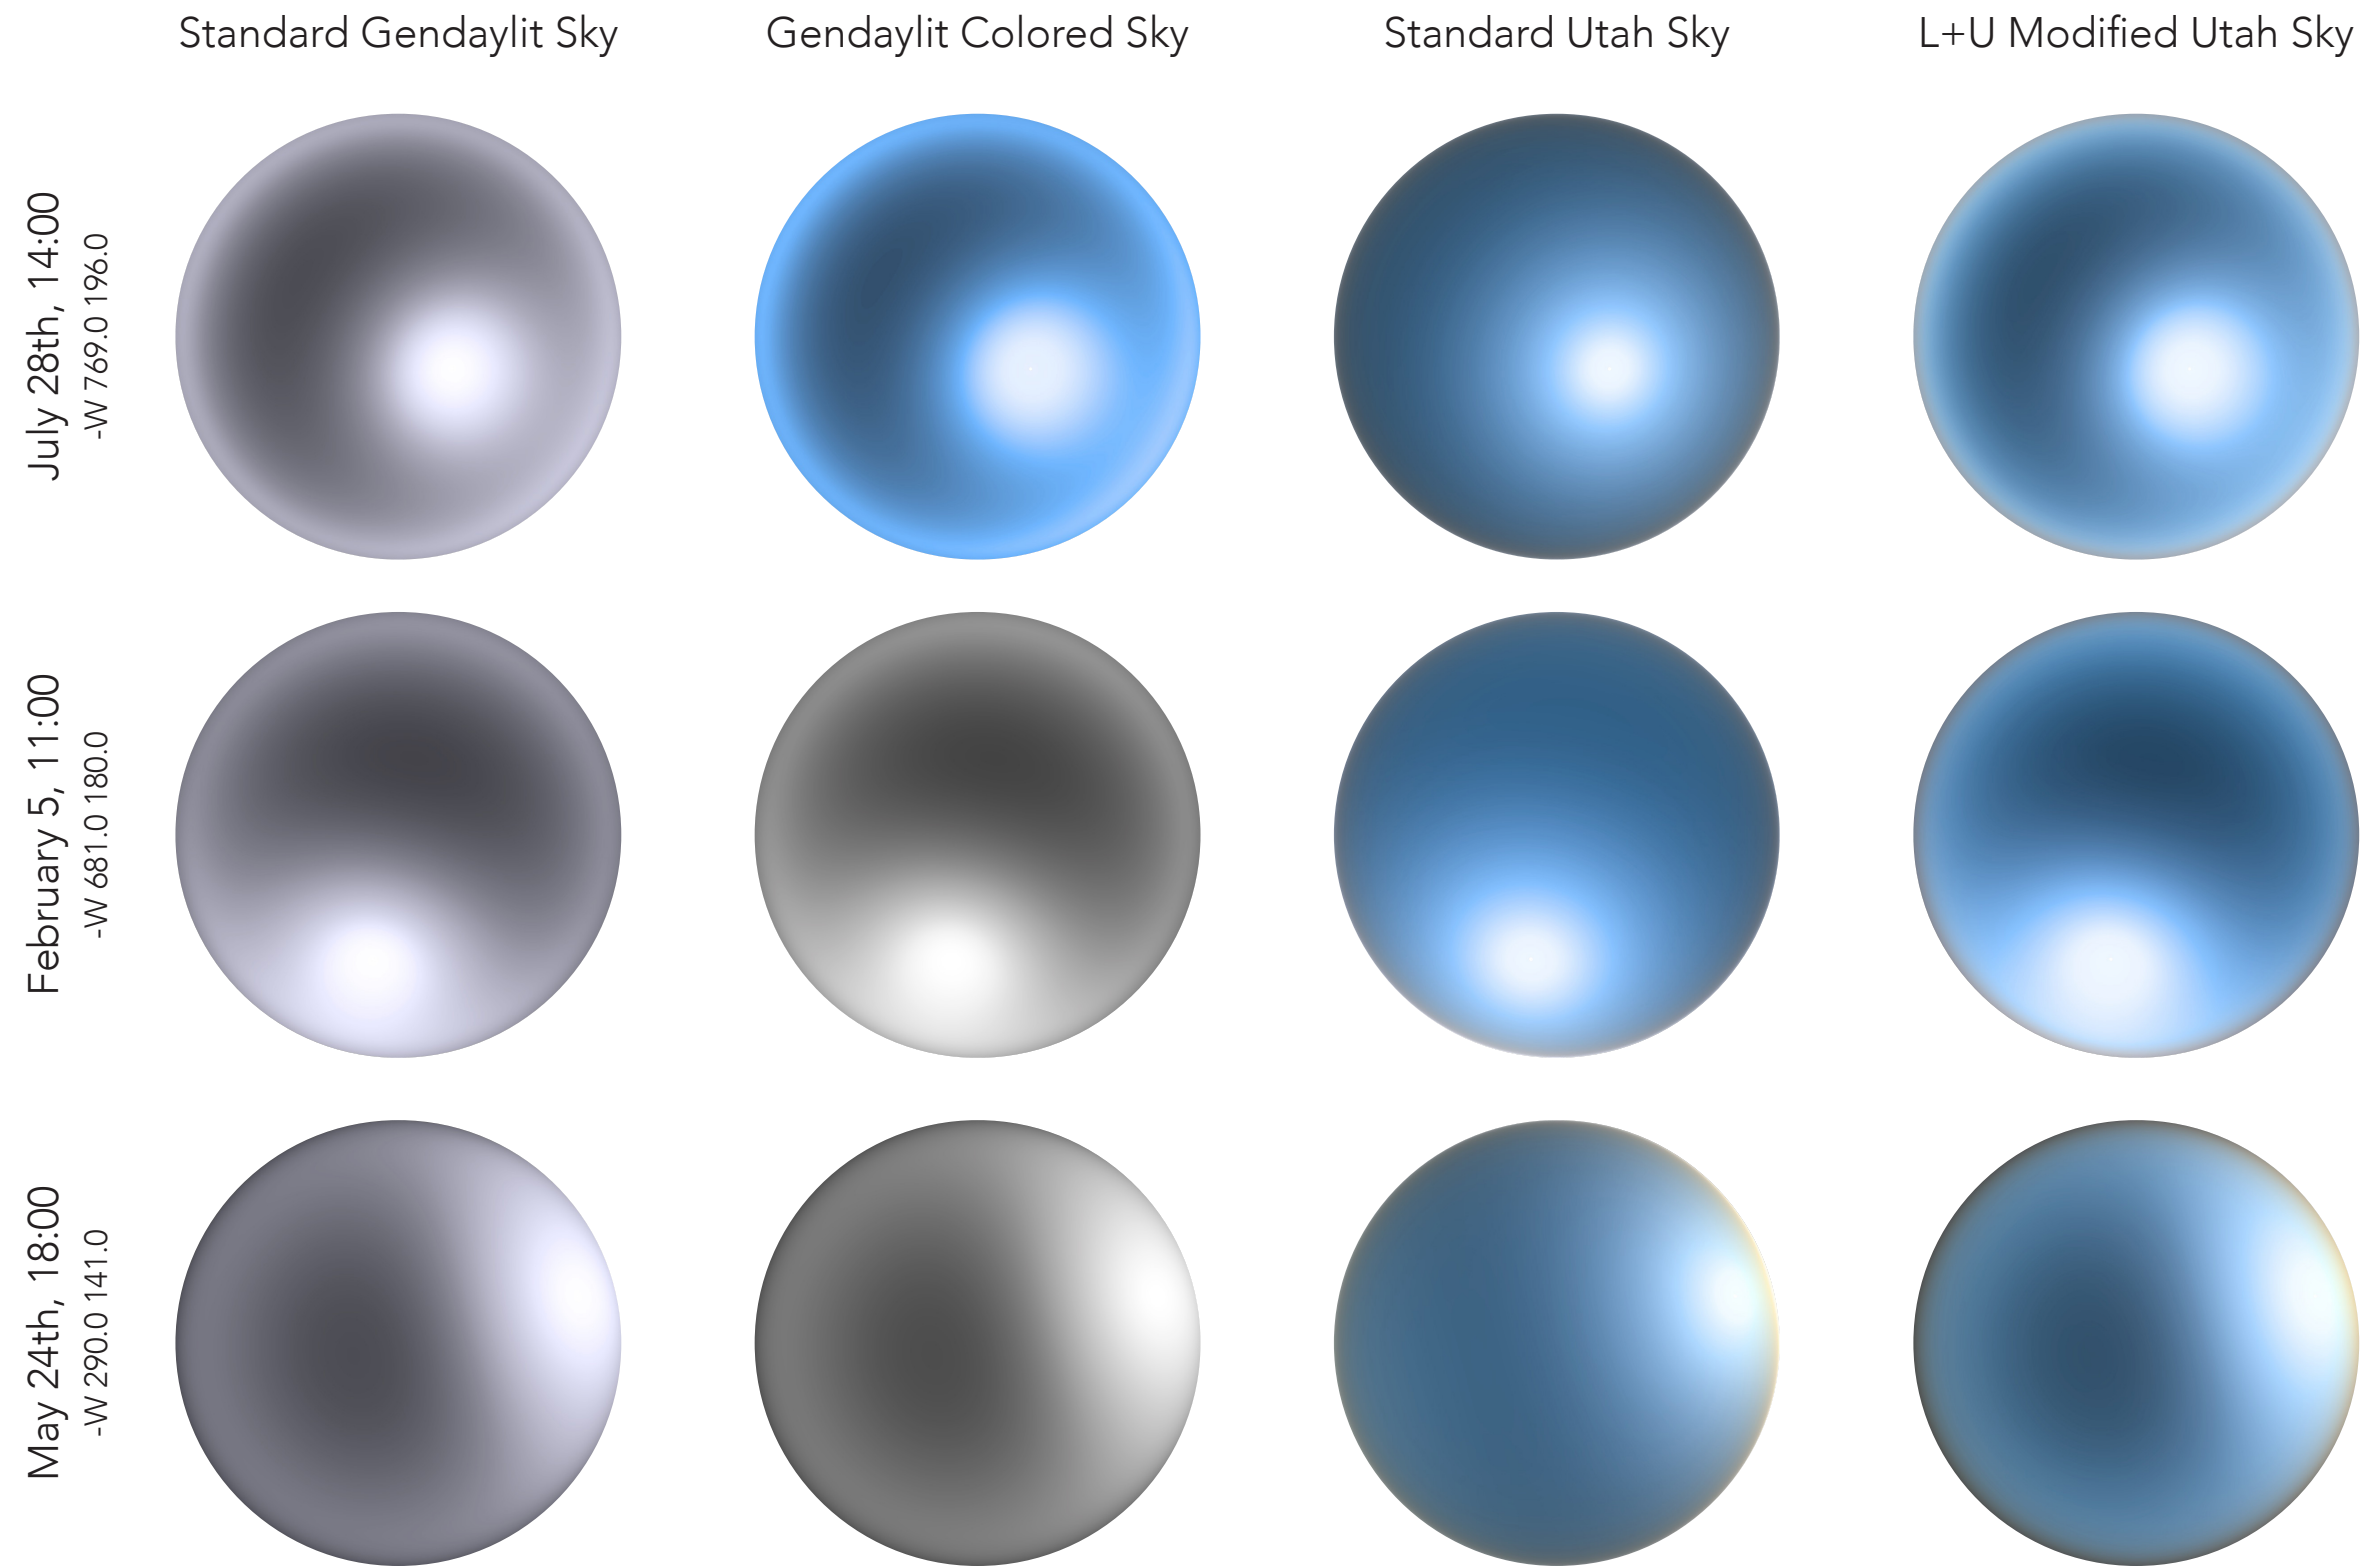 Standard Gendaylit Sky
Gendaylit Colored Sky
Standard Utah Sky
L+U Modified Utah Sky
July 28th, 14:00
-W 769.0 196.0
February 5, 11:00
-W 681.0 180.0
May 24th, 18:00
-W 290.0 141.0